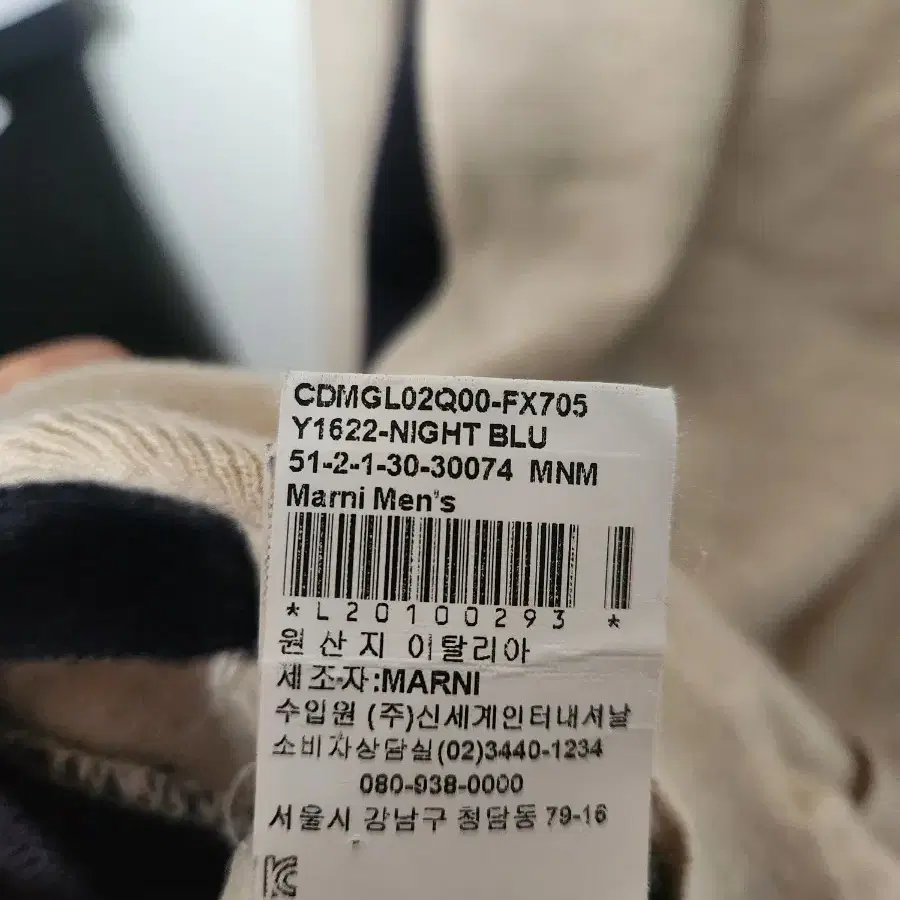 CDMGL02Q00-FX705
Y1622-NIGHT BLU
51-2-1-30-30074 MNM
Marni Men's
*L20100293 *
원산지 이탈리아
제조자:MARNI
수입원 (주)신세계인터내셔날
소비자상담실(02)3440-1234
080-938-0000
서울시 강남구 청담동 79-16